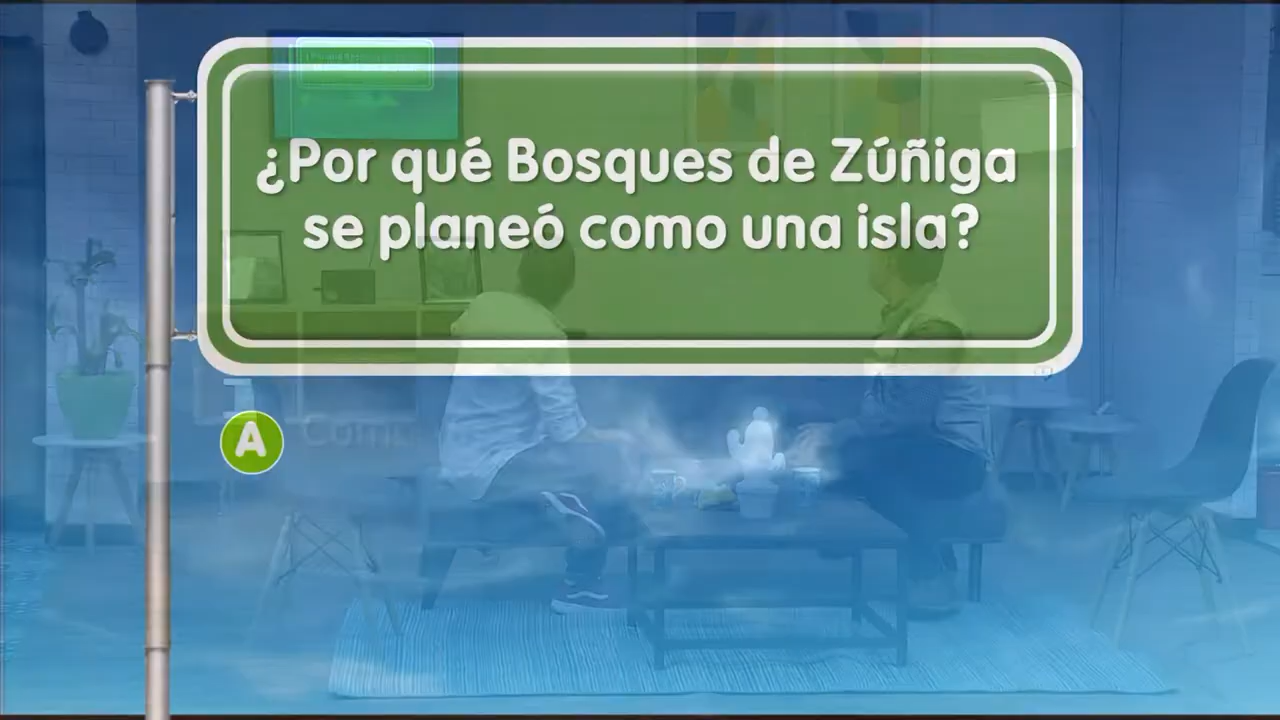 ¿Por qué Bosques de Zúñiga
se planeó como una isla?
A